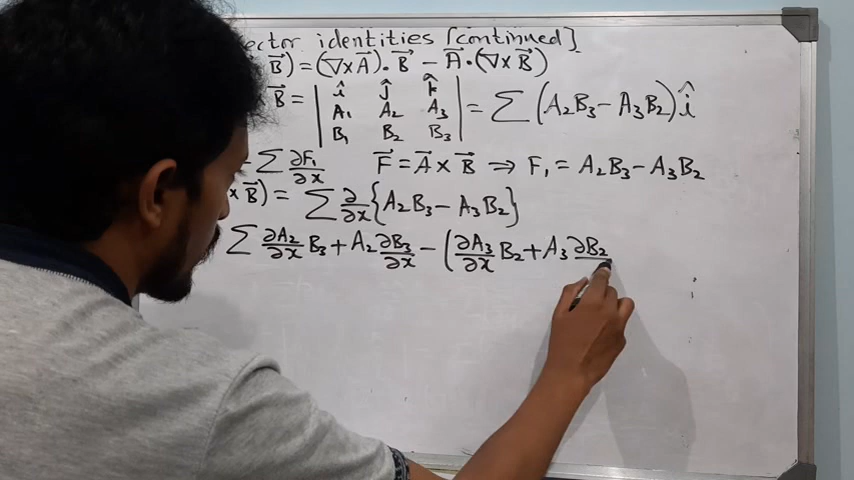 ector identities [continued]
B⃗) = (∇×A⃗).B⃗ − A⃗.(∇×B⃗)
B⃗ = | î ĵ k̂ | = ∑ (A₂B₃ − A₃B₂) î
A₁ A₂ A₃
B₁ B₂ B₃
= ∑ ∂F₁/∂x F⃗ = A⃗ × B⃗ ⇒ F₁ = A₂B₃ − A₃B₂
×B⃗) = ∑ ∂/∂x {A₂B₃ − A₃B₂}
∑ ∂A₂/∂x B₃ + A₂ ∂B₃/∂x − (∂A₃/∂x B₂ + A₃ ∂B₂